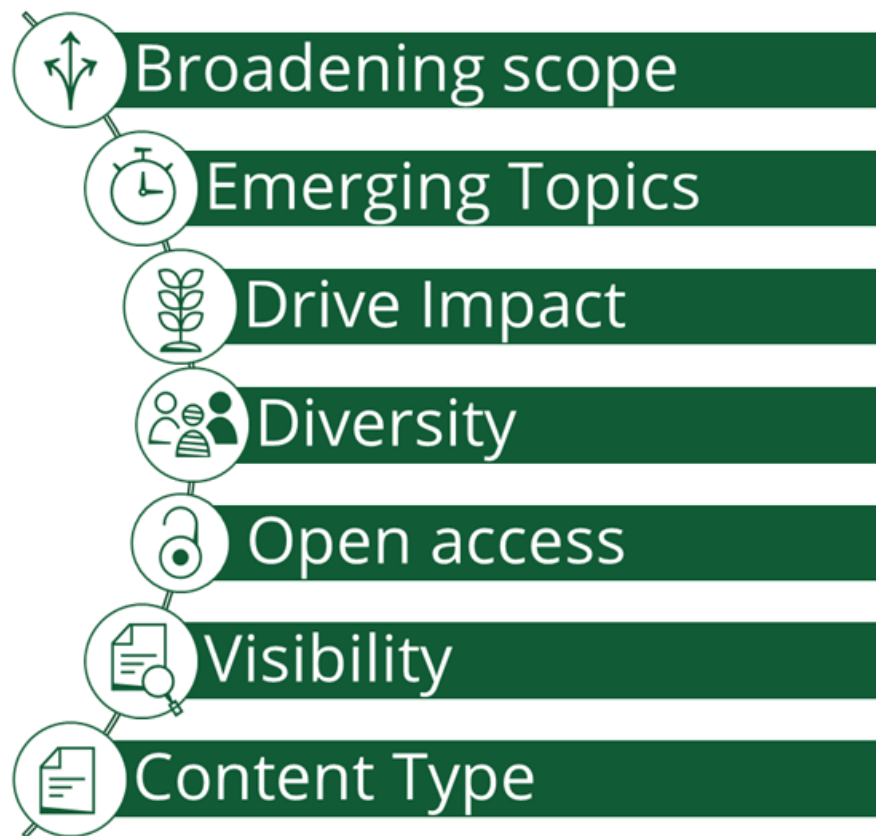 Broadening scope
Emerging Topics
Drive Impact
Diversity
Open access
Visibility
Content Type